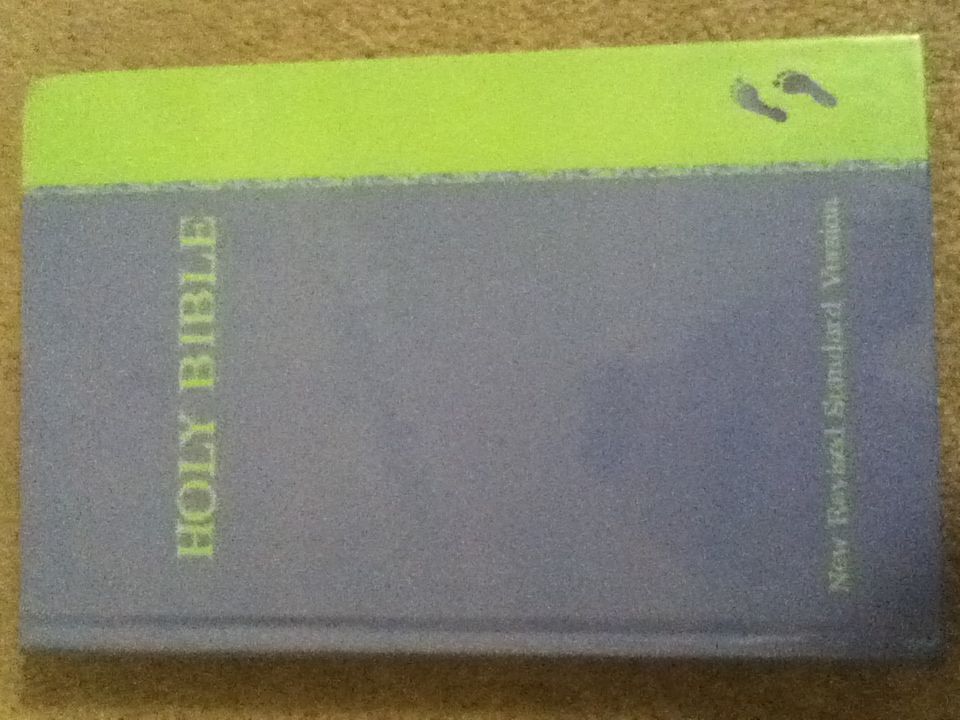 HOLY BIBLE
New Revised Standard Version